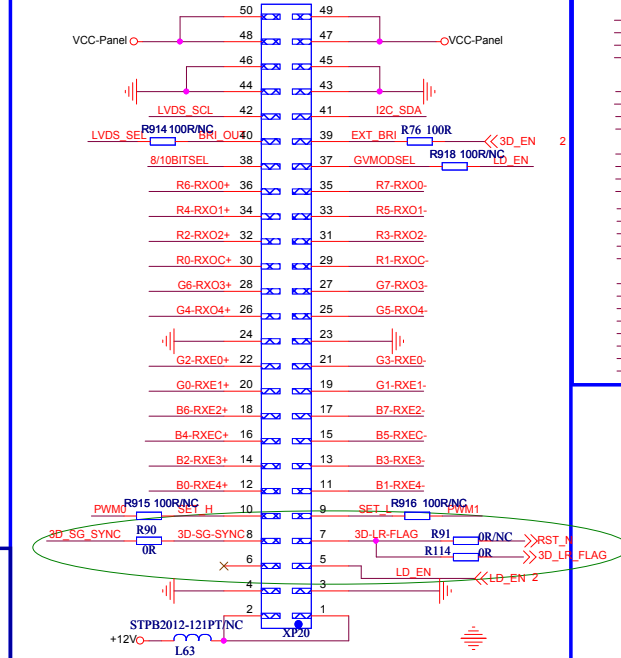 50 49
VCC-Panel 48 47 VCC-Panel
46 45
44 43
LVDS_SCL 42 41 I2C_SDA
LVDS_SEL R914 100R/NC BRI_OUT 40 39 EXT_BRI R76 100R 3D_EN 2
8/10BITSEL 38 37 GVMODSEL R918 100R/NC LD_EN
R6-RXO0+ 36 35 R7-RXO0-
R4-RXO1+ 34 33 R5-RXO1-
R2-RXO2+ 32 31 R3-RXO2-
R0-RXOC+ 30 29 R1-RXOC-
G6-RXO3+ 28 27 G7-RXO3-
G4-RXO4+ 26 25 G5-RXO4-
24 23
G2-RXE0+ 22 21 G3-RXE0-
G0-RXE1+ 20 19 G1-RXE1-
B6-RXE2+ 18 17 B7-RXE2-
B4-RXEC+ 16 15 B5-RXEC-
B2-RXE3+ 14 13 B3-RXE3-
B0-RXE4+ 12 11 B1-RXE4-
PWM0 R915 100R/NC SET_H 10 9 SET_L R916 100R/NC PWM1
3D_SG_SYNC R90 0R 3D-SG-SYNC 8 7 3D-LR-FLAG R91 0R/NC RST_N
R114 0R 3D_LR_FLAG
6 5 LD_EN LD_EN 2
4 3
2 1
STPB2012-121PT/NC XP20
+12V L63